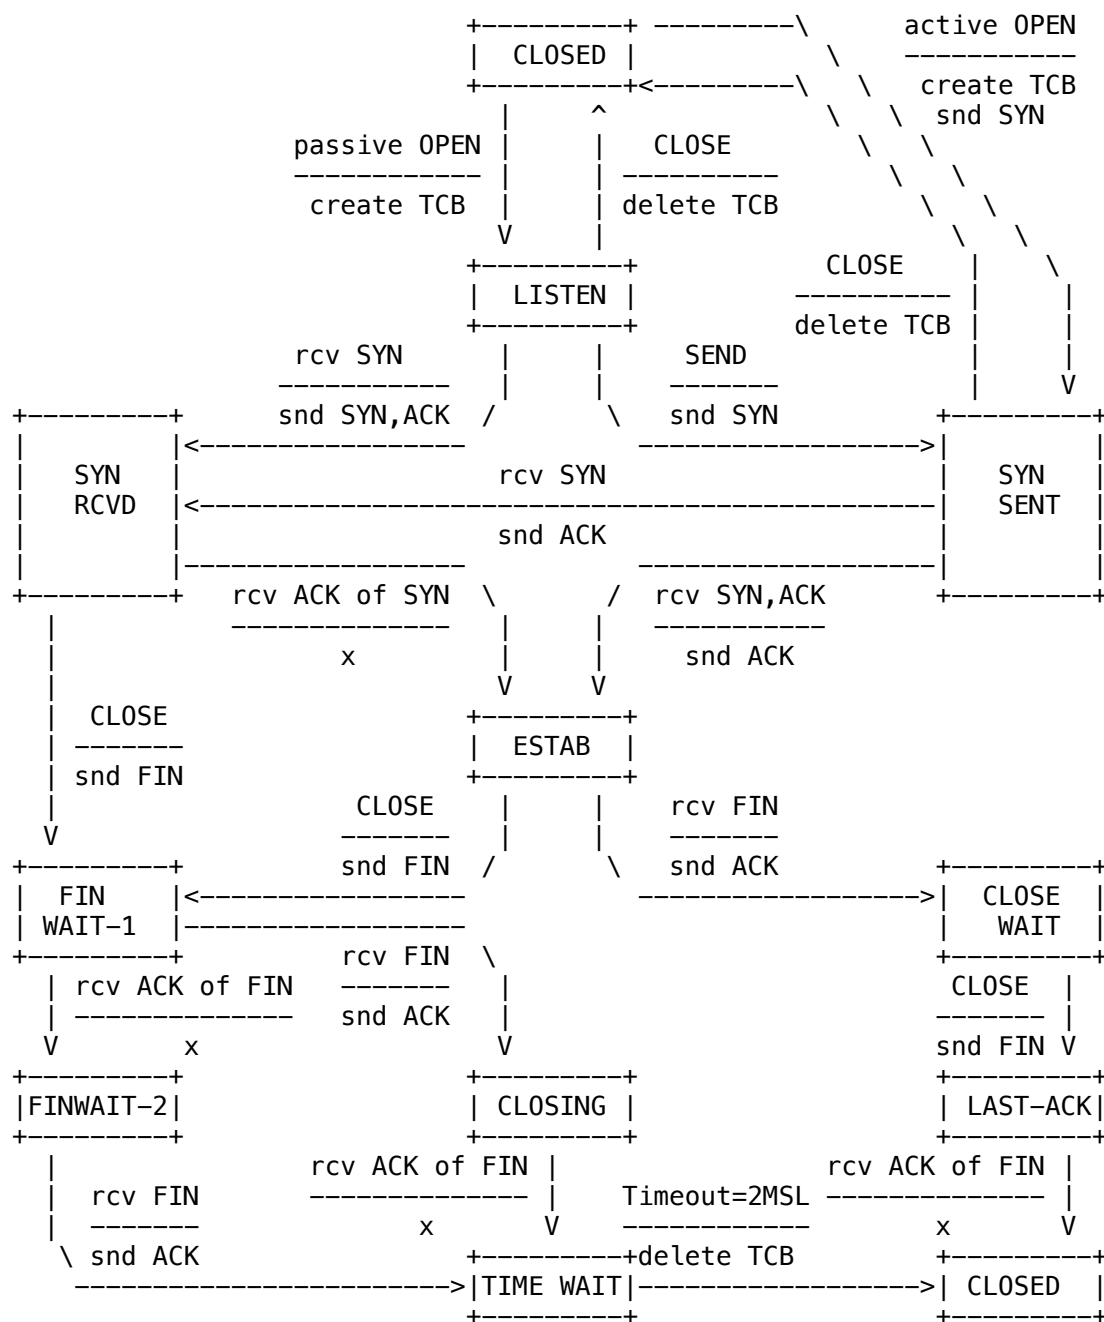 active OPEN
CLOSED
create TCB
snd SYN
passive OPEN CLOSE
create TCB delete TCB
CLOSE
LISTEN
delete TCB
rcv SYN SEND
snd SYN,ACK snd SYN
SYN rcv SYN SYN
RCVD SENT
snd ACK
rcv ACK of SYN rcv SYN,ACK
x snd ACK
CLOSE
ESTAB
snd FIN
CLOSE rcv FIN
snd FIN snd ACK
FIN CLOSE
WAIT-1 WAIT
rcv FIN
rcv ACK of FIN CLOSE
snd ACK
x snd FIN
FINWAIT-2 CLOSING LAST-ACK
rcv ACK of FIN rcv ACK of FIN
rcv FIN Timeout=2MSL
x x
snd ACK delete TCB
TIME WAIT CLOSED